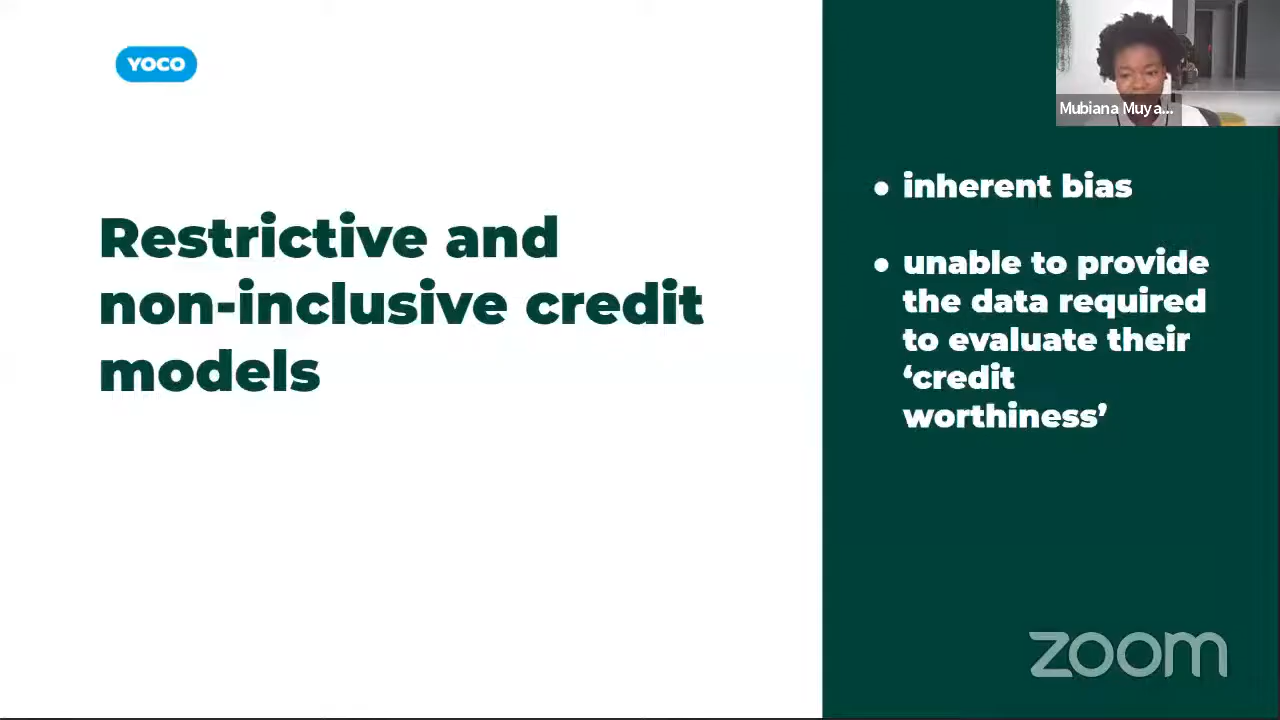 YOCO
Mubiana Muya...
Restrictive and
non-inclusive credit
models
● inherent bias
● unable to provide
the data required
to evaluate their
‘credit
worthiness’
zoom